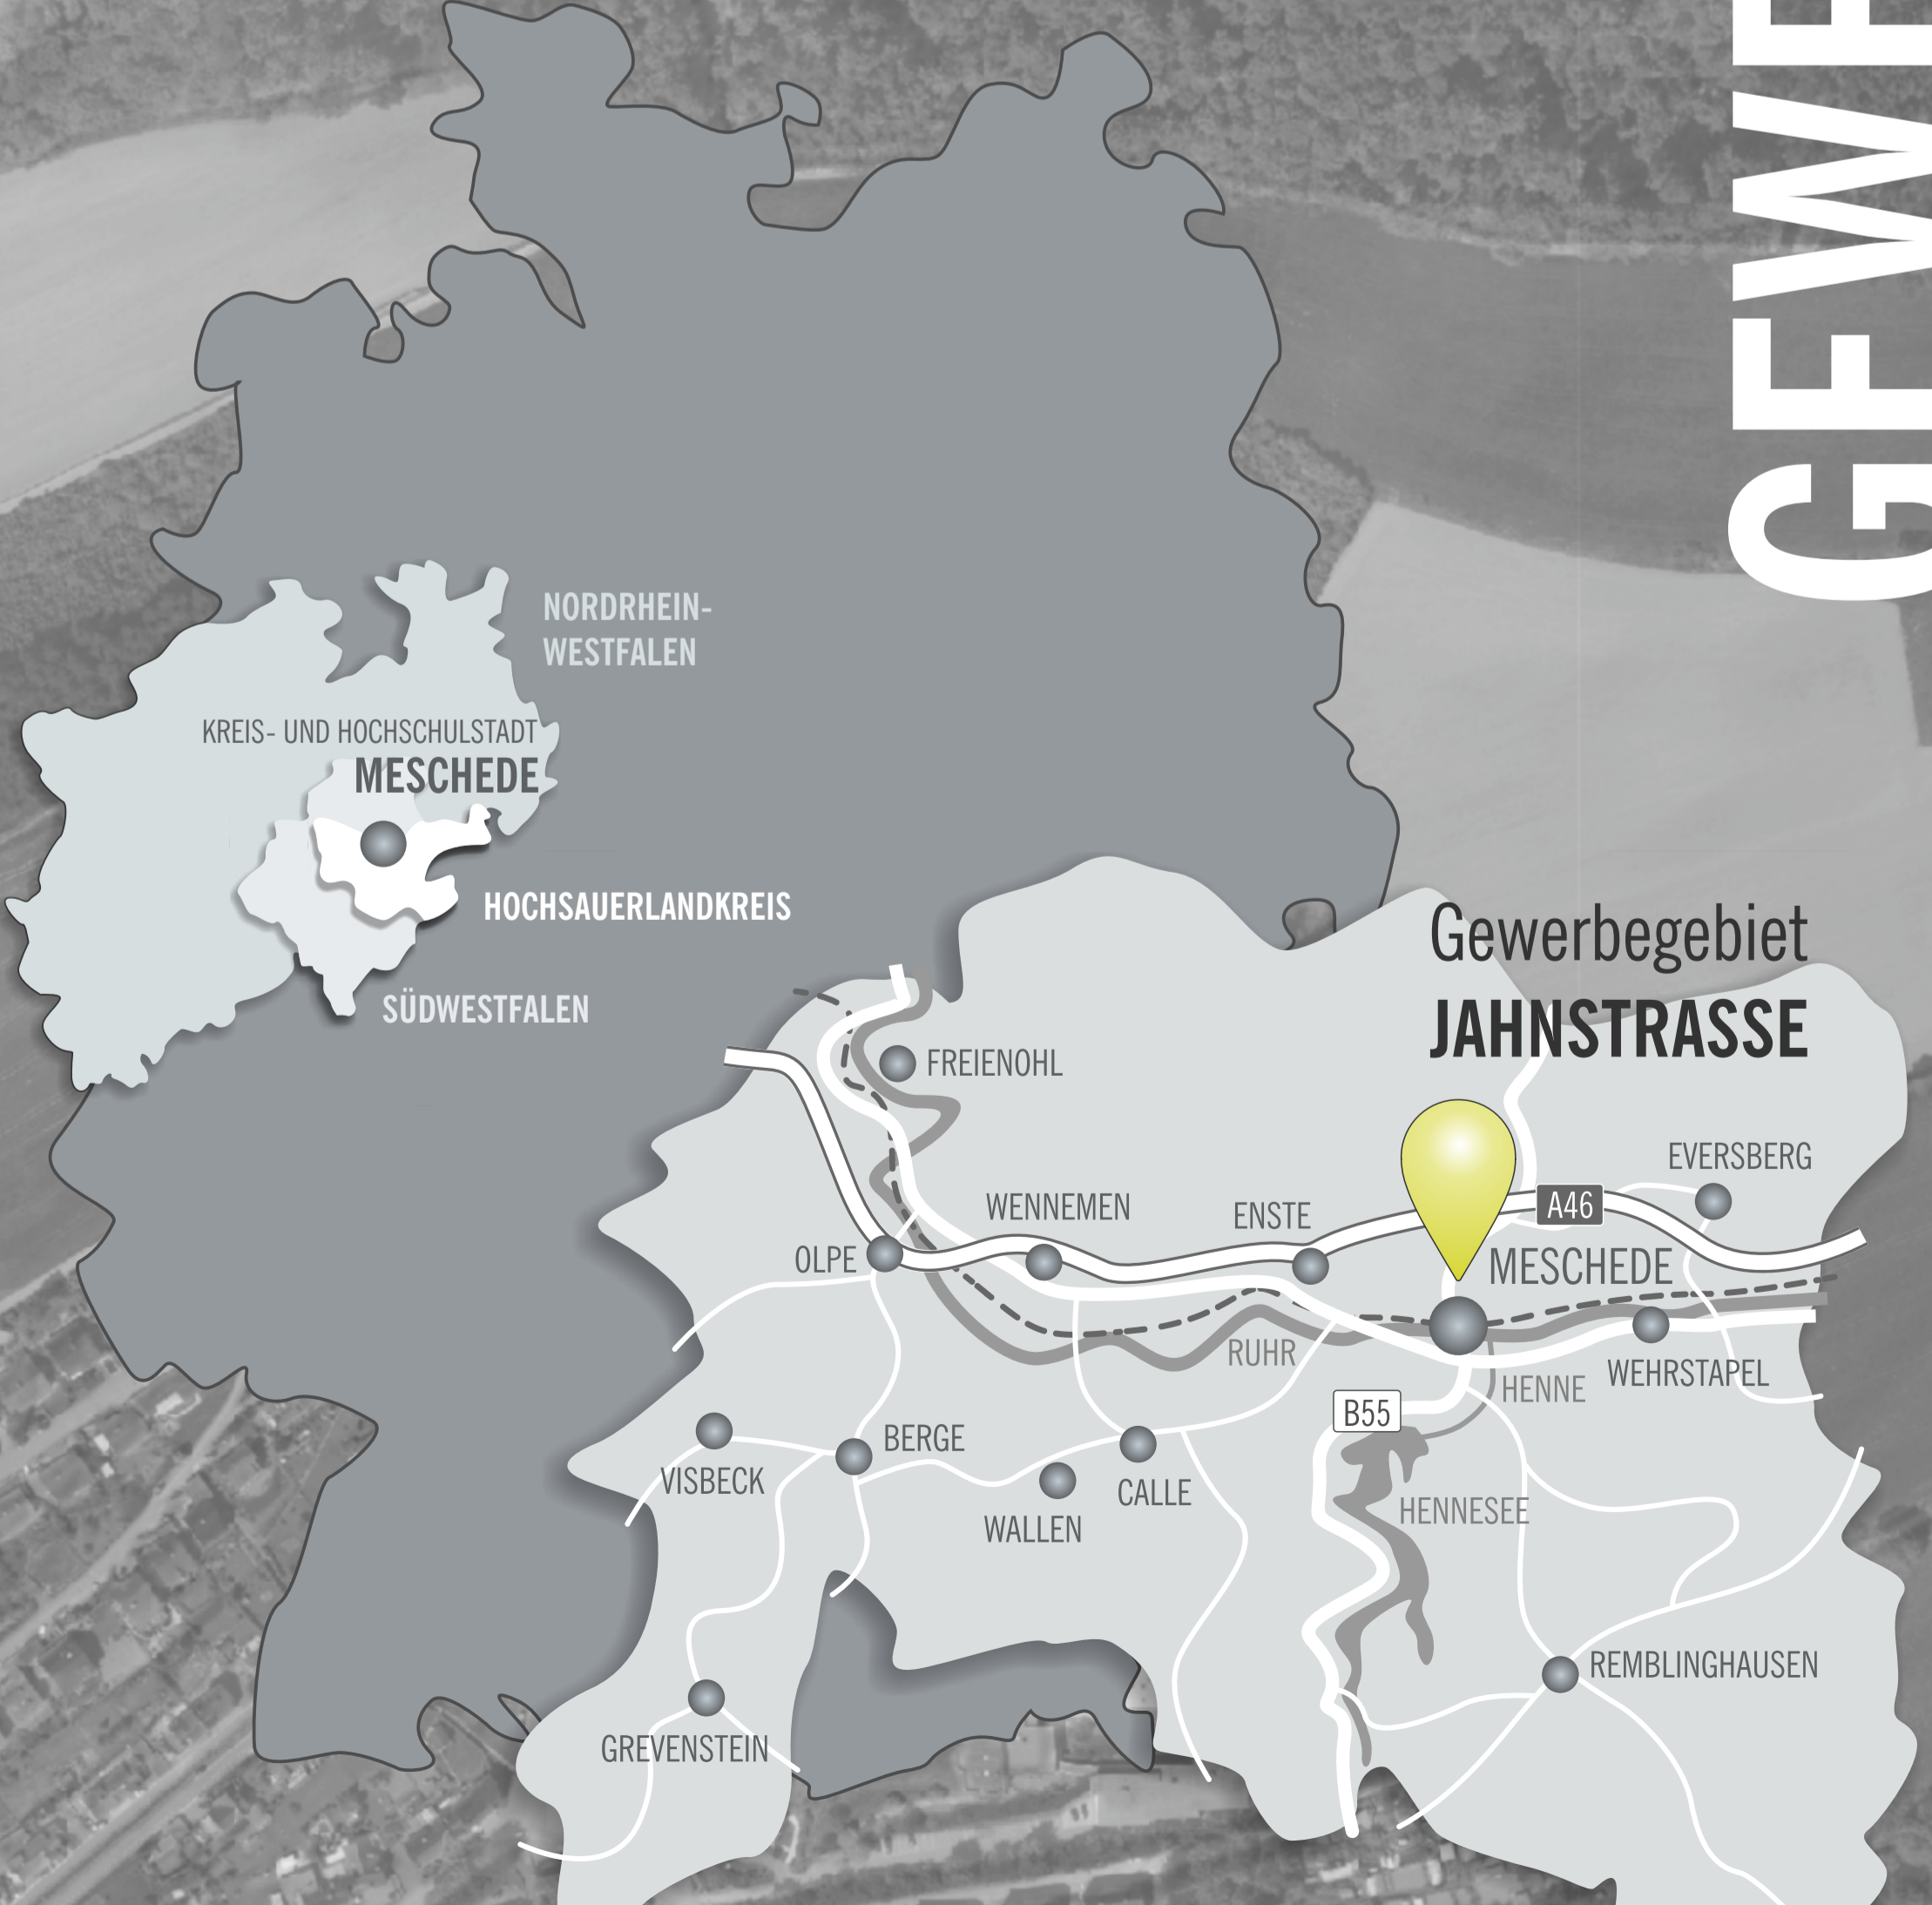 GEWE
NORDRHEIN-
WESTFALEN
KREIS- UND HOCHSCHULSTADT
MESCHEDE
HOCHSAUERLANDKREIS
SÜDWESTFALEN
Gewerbegebiet
JAHNSTRASSE
FREIENOHL
EVERSBERG
WENNEMEN
ENSTE
A46
OLPE
MESCHEDE
RUHR
WEHRSTAPEL
HENNE
B55
BERGE
VISBECK
CALLE
WALLEN
HENNESEE
REMBLINGHAUSEN
GREVENSTEIN